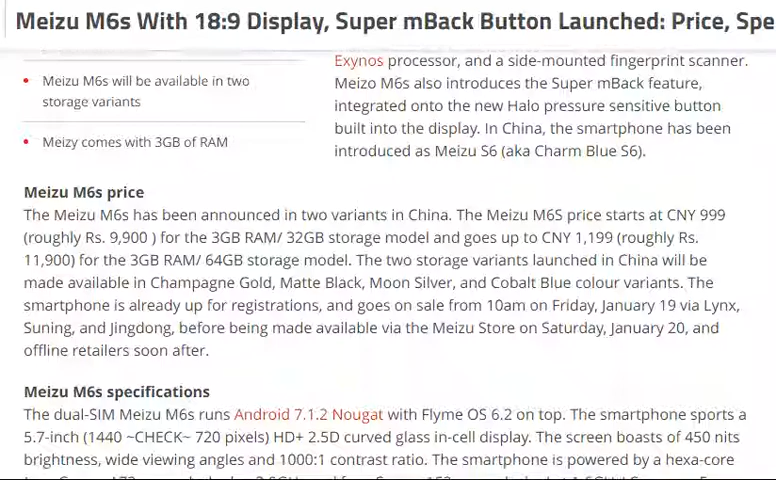 Meizu M6s With 18:9 Display, Super mBack Button Launched: Price, Spe
Meizu M6s will be available in two
storage variants
Meizy comes with 3GB of RAM
Exynos processor, and a side-mounted fingerprint scanner.
Meizo M6s also introduces the Super mBack feature,
integrated onto the new Halo pressure sensitive button
built into the display. In China, the smartphone has been
introduced as Meizu S6 (aka Charm Blue S6).
Meizu M6s price
The Meizu M6s has been announced in two variants in China. The Meizu M6S price starts at CNY 999
(roughly Rs. 9,900 ) for the 3GB RAM/ 32GB storage model and goes up to CNY 1,199 (roughly Rs.
11,900) for the 3GB RAM/ 64GB storage model. The two storage variants launched in China will be
made available in Champagne Gold, Matte Black, Moon Silver, and Cobalt Blue colour variants. The
smartphone is already up for registrations, and goes on sale from 10am on Friday, January 19 via Lynx,
Suning, and Jingdong, before being made available via the Meizu Store on Saturday, January 20, and
offline retailers soon after.
Meizu M6s specifications
The dual-SIM Meizu M6s runs Android 7.1.2 Nougat with Flyme OS 6.2 on top. The smartphone sports a
5.7-inch (1440 ~CHECK~ 720 pixels) HD+ 2.5D curved glass in-cell display. The screen boasts of 450 nits
brightness, wide viewing angles and 1000:1 contrast ratio. The smartphone is powered by a hexa-core